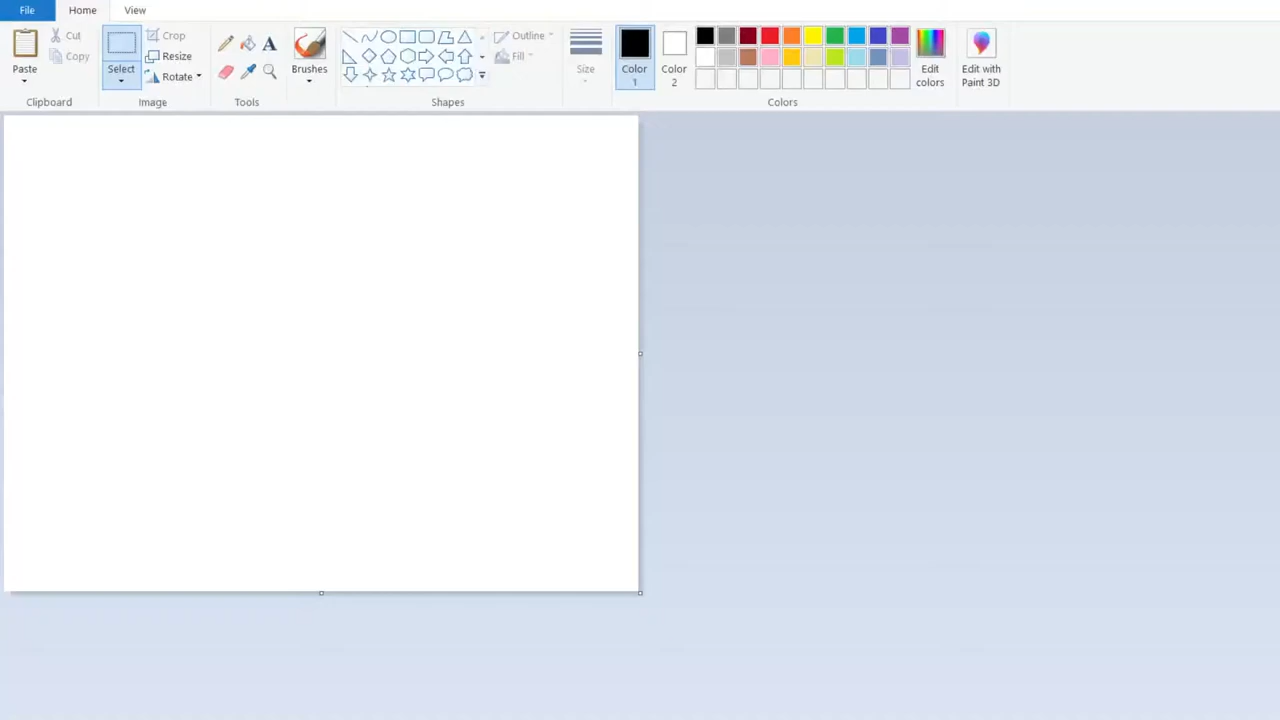 File Home View
Cut Crop A Outline
Copy Resiz Fill
Paste Select Rotate Brushes Size Color 1 Color 2 Edit colors Edit with Paint 3D
Clipboard Image Tools Shapes Colors